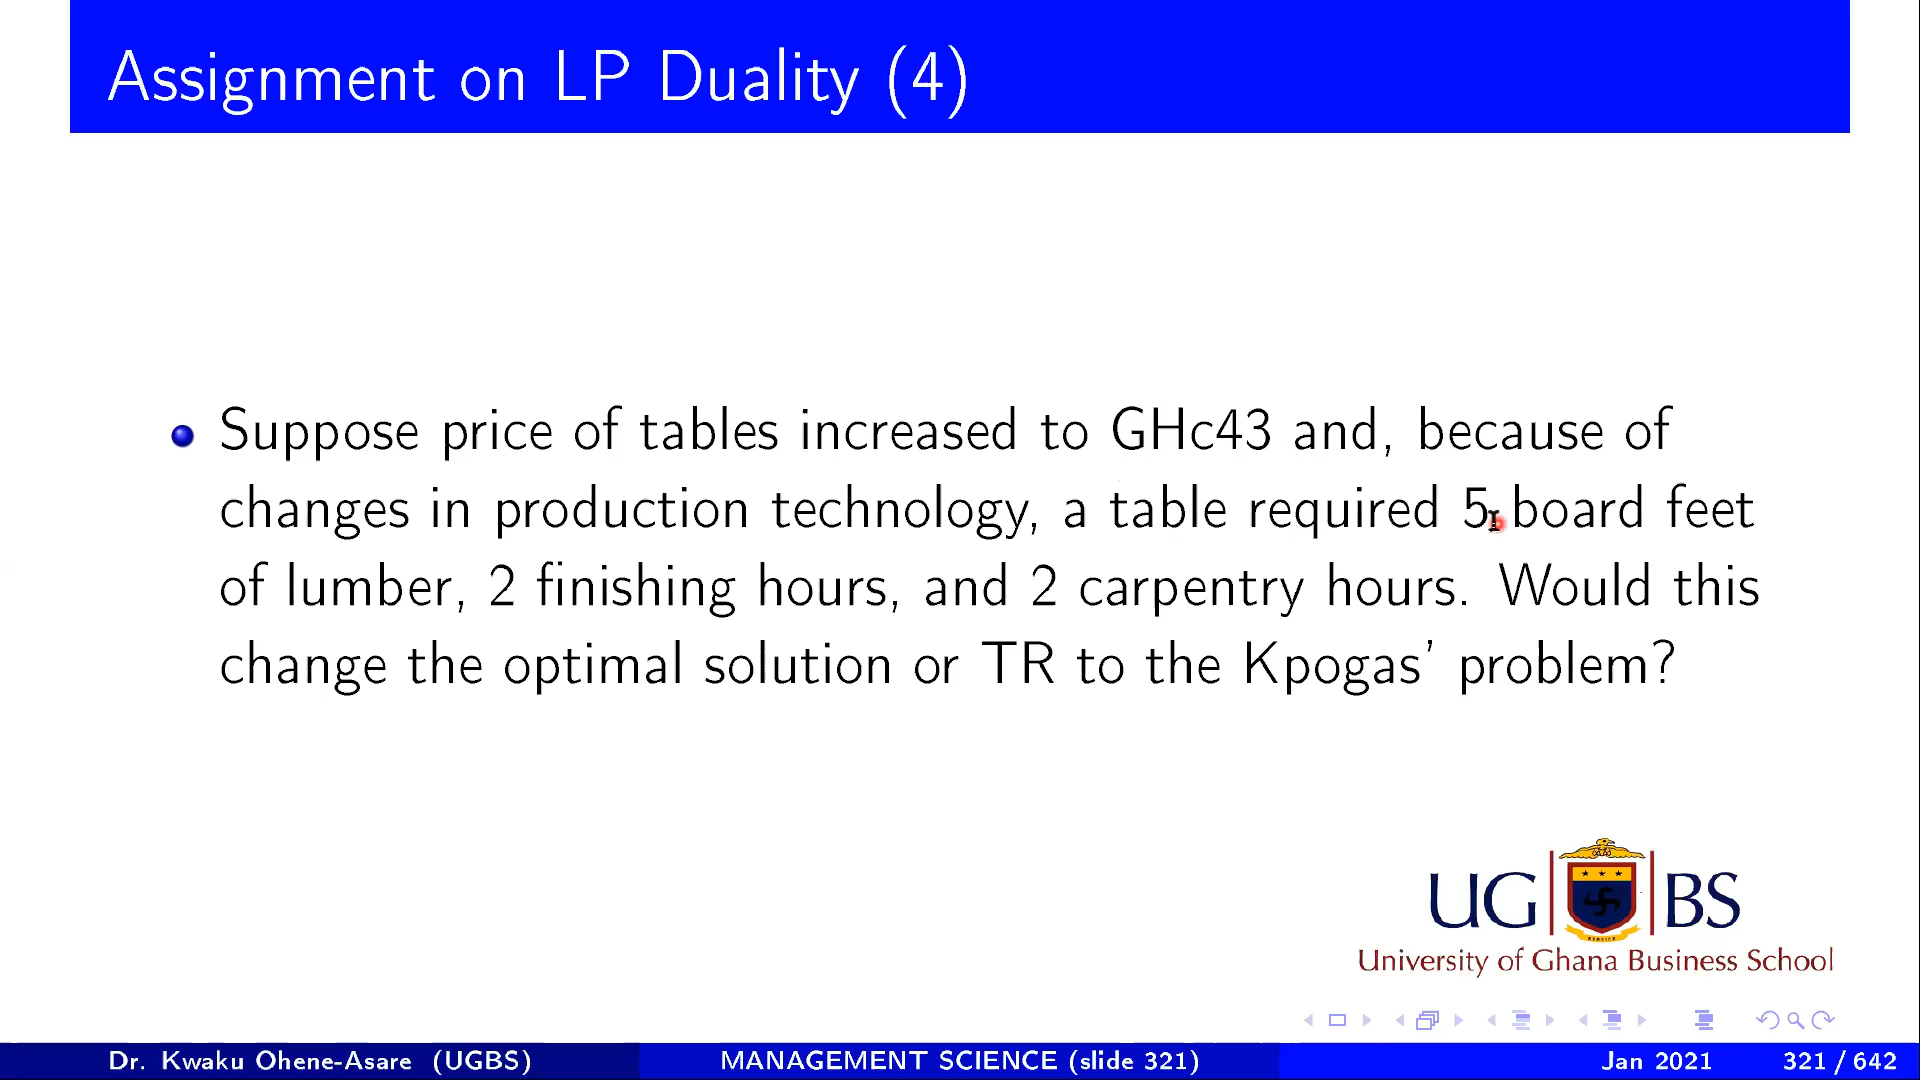 Assignment on LP Duality (4)
Suppose price of tables increased to GHc43 and, because of
changes in production technology, a table required 5 board feet
of lumber, 2 finishing hours, and 2 carpentry hours. Would this
change the optimal solution or TR to the Kpogas' problem?
UG BS
University of Ghana Business School
Dr. Kwaku Ohene-Asare (UGBS) MANAGEMENT SCIENCE (slide 321) Jan 2021 321 / 642